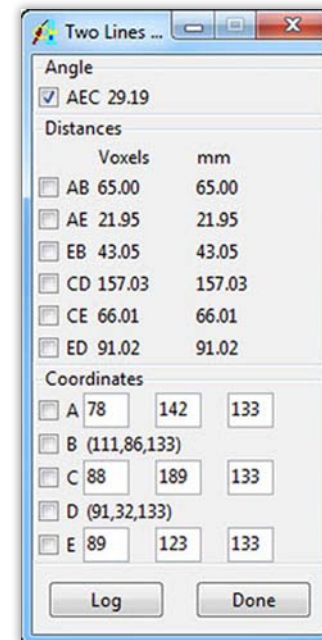 Two Lines ...
Angle
AEC 29.19
Distances
Voxels mm
AB 65.00 65.00
AE 21.95 21.95
EB 43.05 43.05
CD 157.03 157.03
CE 66.01 66.01
ED 91.02 91.02
Coordinates
A 78 142 133
B (111,86,133)
C 88 189 133
D (91,32,133)
E 89 123 133
Log Done